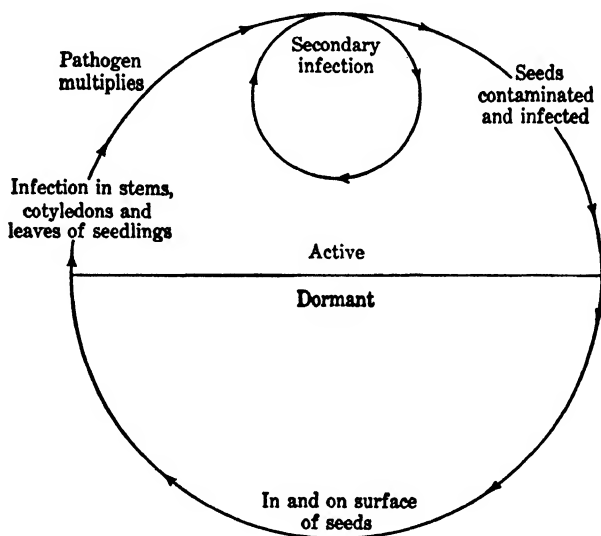 Secondary
infection
Pathogen
multiplies
Seeds
contaminated
and infected
Infection in stems,
cotyledons and
leaves of seedlings
Active
Dormant
In and on surface
of seeds